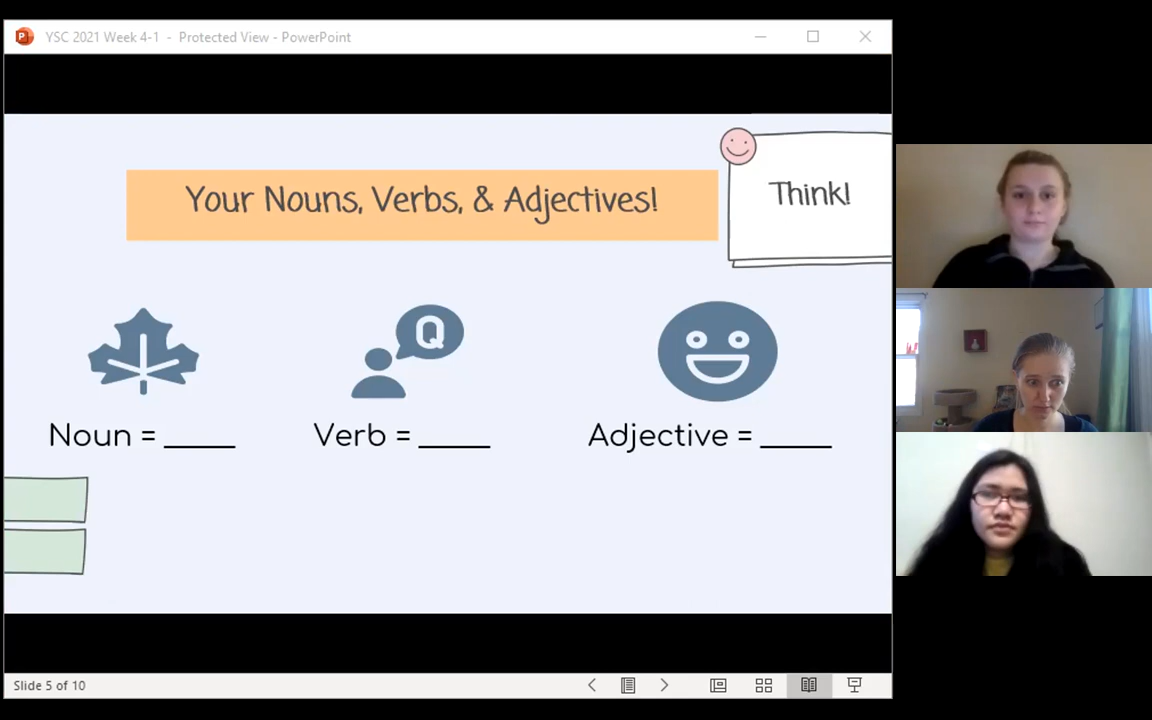 YSC 2021 Week 4-1 - Protected View - PowerPoint
Your Nouns, Verbs, & Adjectives!
Think!
Q
Noun = _____
Verb = _____
Adjective = _____
Slide 5 of 10